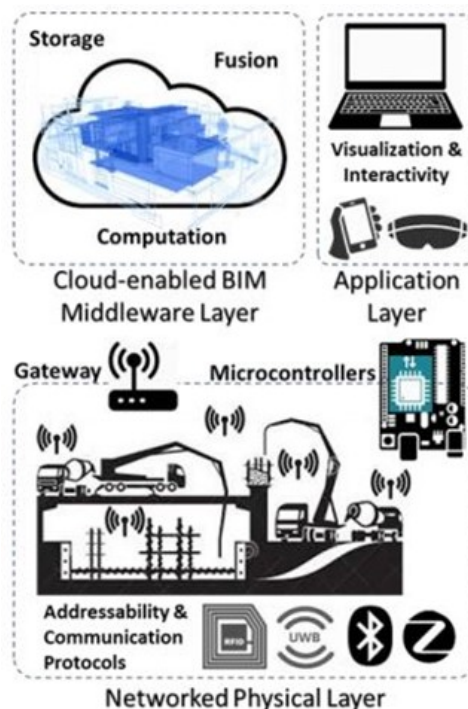 Storage
Fusion
Computation
Cloud-enabled BIM
Middleware Layer
Visualization &
Interactivity
Application
Layer
Gateway
Microcontrollers
Addressability &
Communication
Protocols
RFID
UWB
Networked Physical Layer